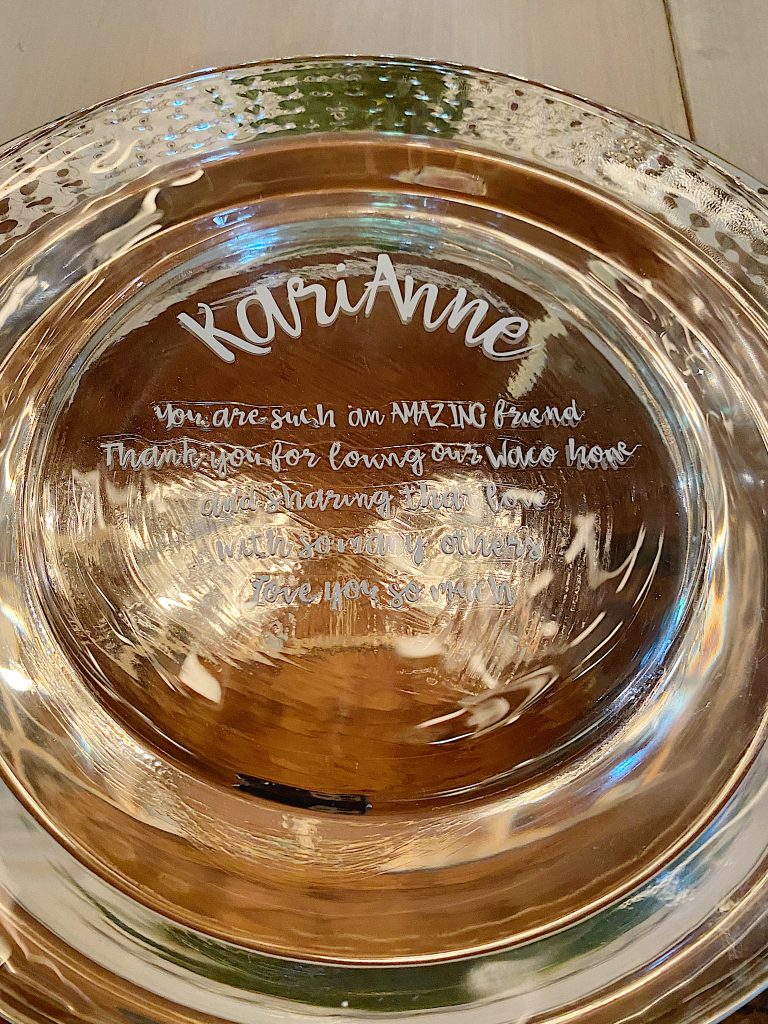 KariAnne
You are such an AMAZING friend
Thank you for loving our Waco home
and sharing that love
with so many others
Love you so much